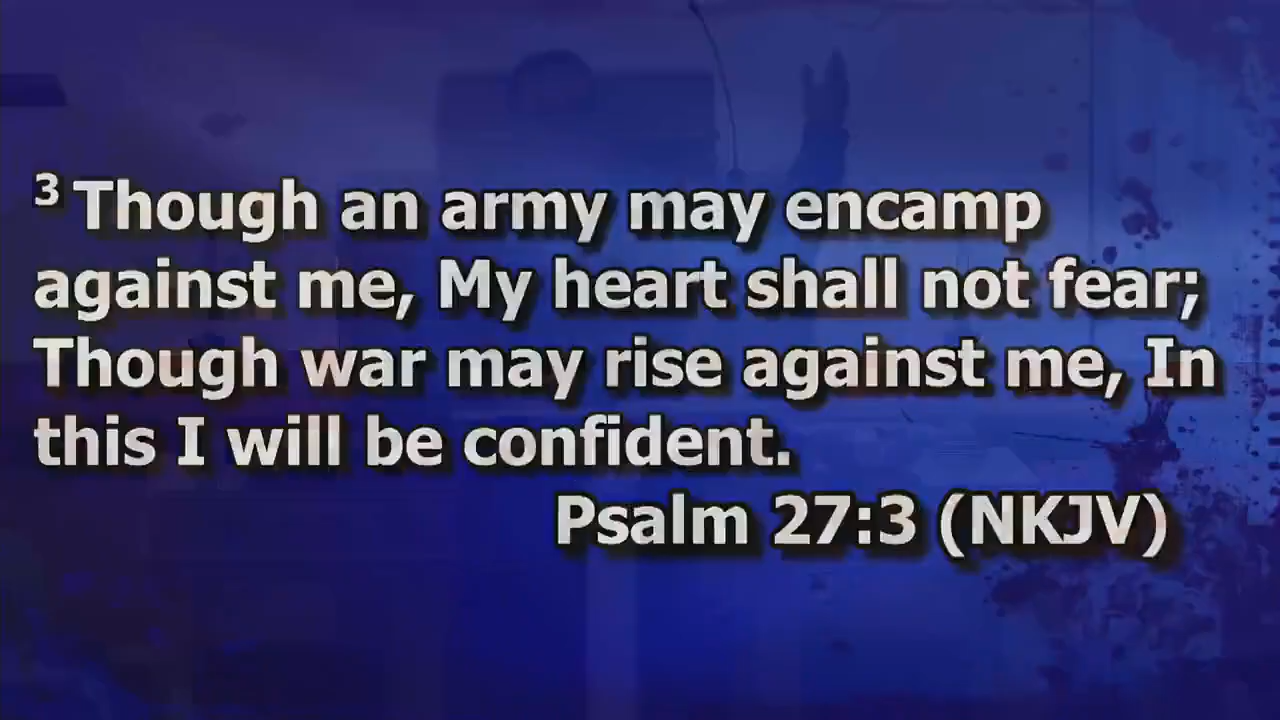 3 Though an army may encamp
against me, My heart shall not fear;
Though war may rise against me, In
this I will be confident.
Psalm 27:3 (NKJV)